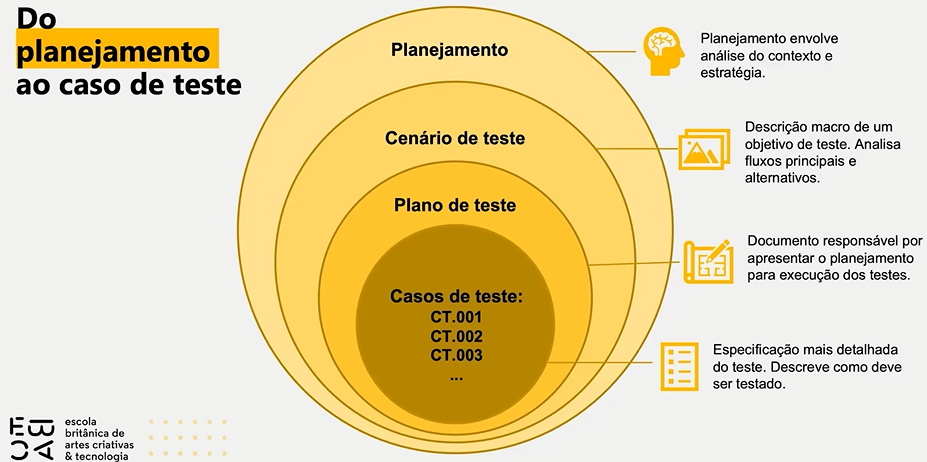 Do
planejamento
ao caso de teste
Planejamento
Planejamento envolve
análise do contexto e
estratégia.
Cenário de teste
Descrição macro de um
objetivo de teste. Analisa
fluxos principais e
alternativos.
Plano de teste
Documento responsável por
apresentar o planejamento
para execução dos testes.
Casos de teste:
CT.001
CT.002
CT.003
...
Especificação mais detalhada
do teste. Descreve como deve
ser testado.
EBAC
escola
britânica de
artes criativas
& tecnologia